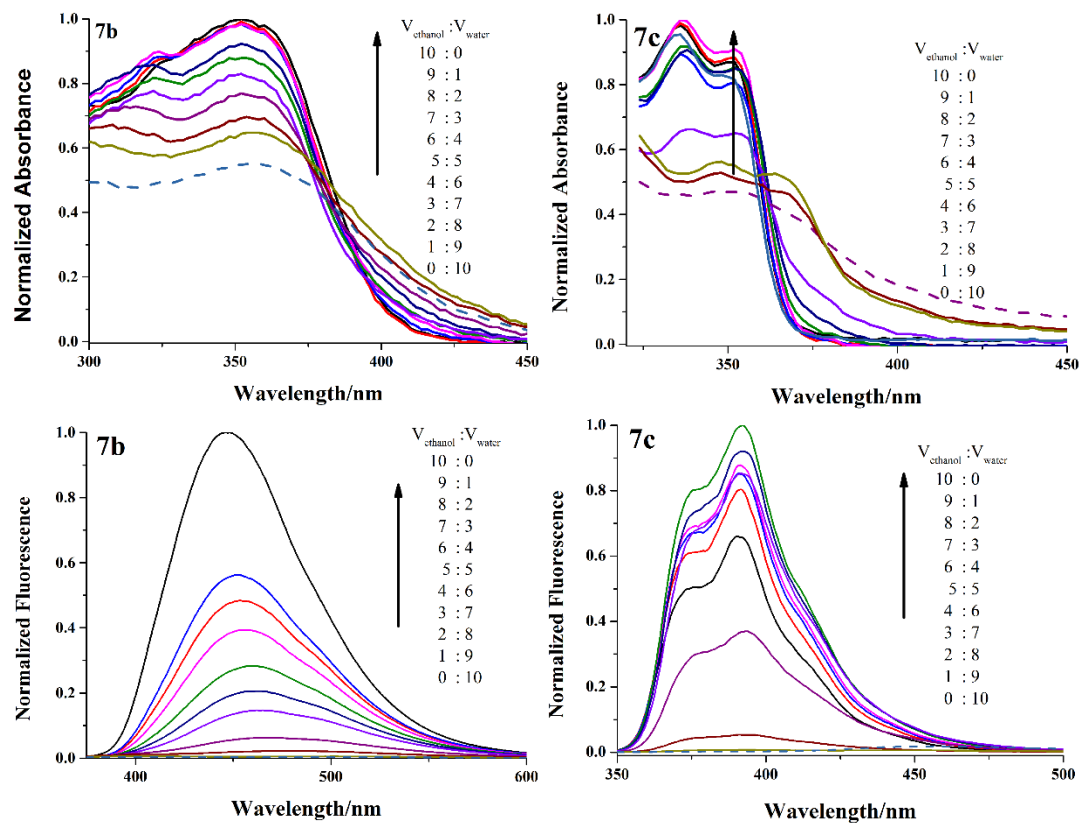 7b
V ethanol : V water
10 : 0
9 : 1
8 : 2
7 : 3
6 : 4
5 : 5
4 : 6
3 : 7
2 : 8
1 : 9
0 : 10
1.0
0.8
0.6
0.4
0.2
0.0
300
350
400
450
Normalized Absorbance
Wavelength/nm
7c
V ethanol : V water
10 : 0
9 : 1
8 : 2
7 : 3
6 : 4
5 : 5
4 : 6
3 : 7
2 : 8
1 : 9
0 : 10
1.0
0.8
0.6
0.4
0.2
0.0
350
400
450
Normalized Absorbance
Wavelength/nm
7b
V ethanol : V water
10 : 0
9 : 1
8 : 2
7 : 3
6 : 4
5 : 5
4 : 6
3 : 7
2 : 8
1 : 9
0 : 10
1.0
0.8
0.6
0.4
0.2
0.0
400
500
600
Normalized Fluorescence
Wavelength/nm
7c
V ethanol : V water
10 : 0
9 : 1
8 : 2
7 : 3
6 : 4
5 : 5
4 : 6
3 : 7
2 : 8
1 : 9
0 : 10
1.0
0.8
0.6
0.4
0.2
0.0
350
400
450
500
Normalized Fluorescence
Wavelength/nm